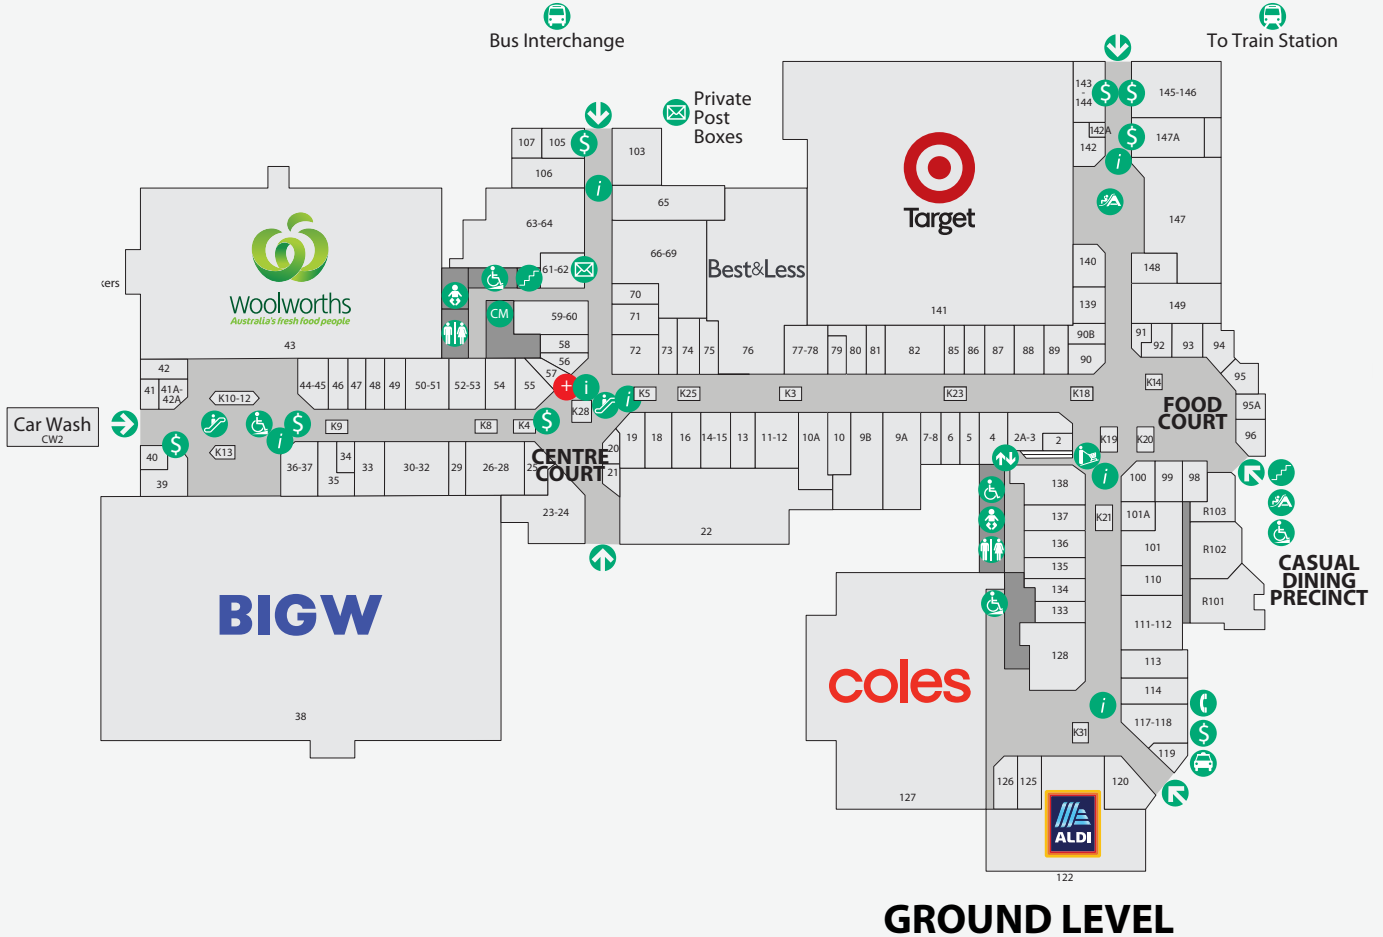 Bus Interchange
To Train Station
Private
Post
Boxes
107
105
$
103
106
i
65
63-64
61-62
66-69
Best&Less
Target
141
143
-
144
$
$
145-146
142A
142
$
147A
i
147
140
148
139
149
Woolworths
Australia's fresh food people
43
kers
CM
59-60
58
56
57
70
71
72
73
74
75
76
77-78
79
80
81
82
85
86
87
88
89
90B
90
91
92
93
94
95
95A
96
42
41
41A-
42A
44-45
46
47
48
49
50-51
52-53
54
55
K10-12
K9
K8
K4
K28
K5
K25
K3
K23
K18
K14
K13
K19
K20
FOOD
COURT
Car Wash
CW2
$
i
$
$
i
i
40
39
36-37
35
34
33
30-32
29
26-28
25
23-24
CENTRE
COURT
20
21
19
18
16
14-15
13
11-12
10A
10
9B
9A
7-8
6
5
4
2A-3
2
22
i
138
137
136
135
134
133
128
K21
100
99
98
101A
101
110
111-112
113
114
117-118
119
R103
R102
R101
CASUAL
DINING
PRECINCT
BIGW
38
coles
127
i
K31
$
126
125
120
ALDI
122
GROUND LEVEL